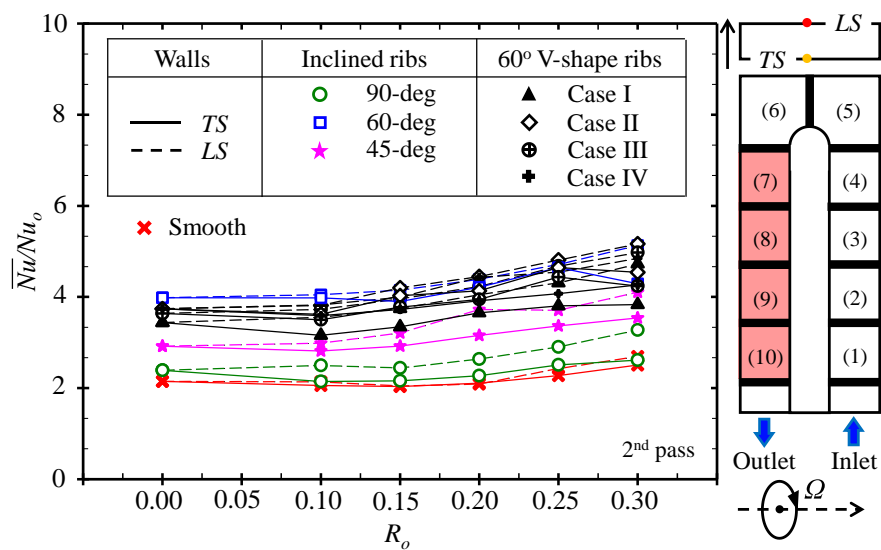 10
8
6
4
2
0
Nu/Nuₒ
Walls Inclined ribs 60° V-shape ribs
TS 90-deg Case I
LS 60-deg Case II
45-deg Case III
Case IV
Smooth
2nd pass
0.00 0.05 0.10 0.15 0.20 0.25 0.30
Rₒ
LS
TS
(6) (5)
(7) (4)
(8) (3)
(9) (2)
(10) (1)
Outlet Inlet
Ω